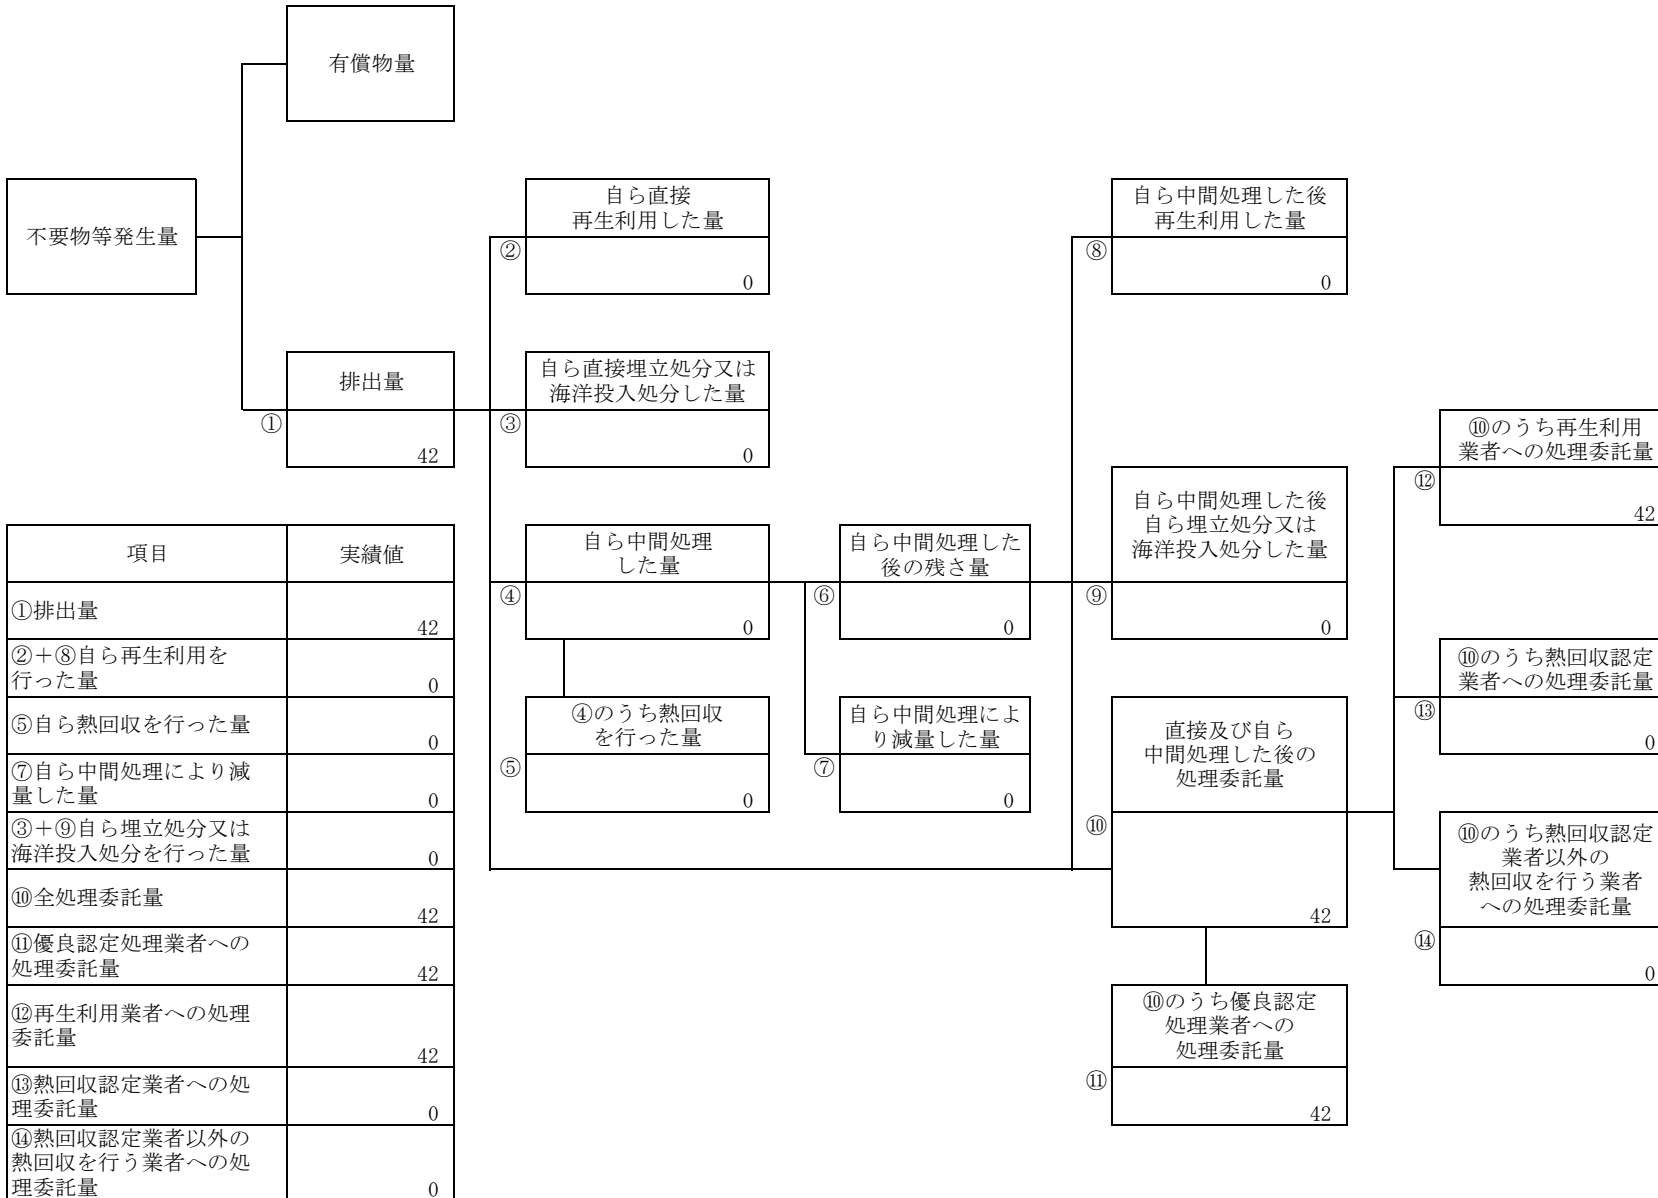 有償物量
不要物等発生量
自ら直接
再生利用した量
②
0
自ら中間処理した後
再生利用した量
⑧
0
排出量
①
42
自ら直接埋立処分又は
海洋投入処分した量
③
0
⑩のうち再生利用
業者への処理委託量
⑫
42
自ら中間処理
した量
④
0
自ら中間処理した
後の残さ量
⑥
0
自ら中間処理した後
自ら埋立処分又は
海洋投入処分した量
⑨
0
⑩のうち熱回収認定
業者への処理委託量
⑬
0
④のうち熱回収
を行った量
⑤
0
自ら中間処理によ
り減量した量
⑦
0
直接及び自ら
中間処理した後の
処理委託量
⑩
42
⑩のうち熱回収認定
業者以外の
熱回収を行う業者
への処理委託量
⑭
0
⑩のうち優良認定
処理業者への
処理委託量
⑪
42
項目 実績値
①排出量
42
②＋⑧自ら再生利用を
行った量 0
⑤自ら熱回収を行った量
0
⑦自ら中間処理により減
量した量 0
③＋⑨自ら埋立処分又は
海洋投入処分を行った量 0
⑩全処理委託量
42
⑪優良認定処理業者への
処理委託量 42
⑫再生利用業者への処理
委託量
42
⑬熱回収認定業者への処
理委託量 0
⑭熱回収認定業者以外の
熱回収を行う業者への処
理委託量 0